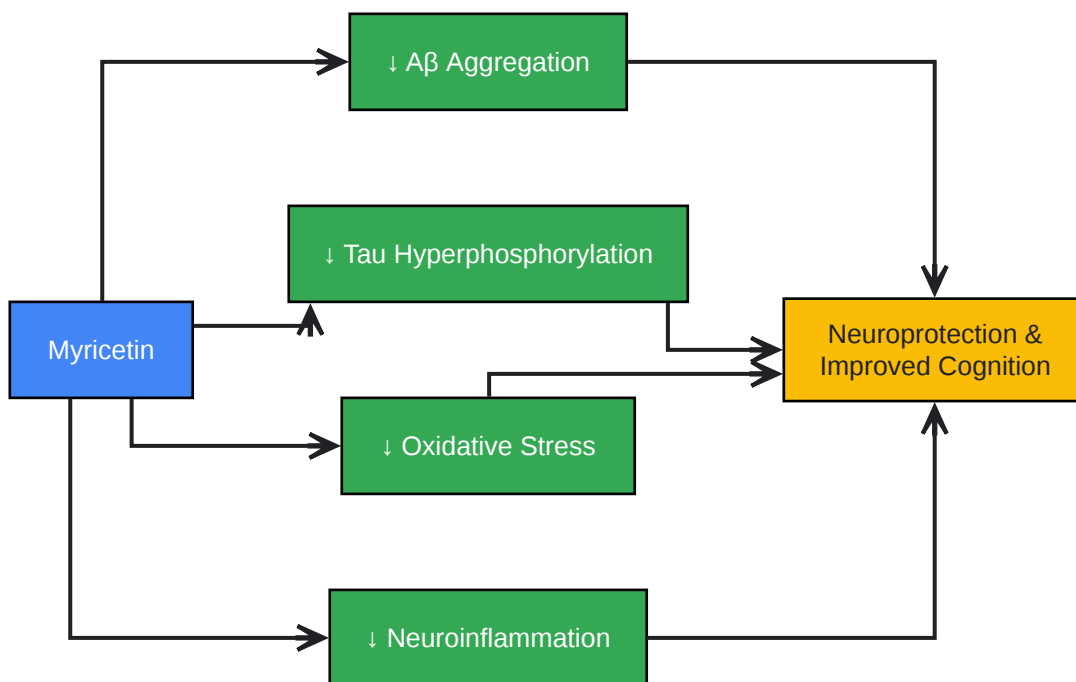 ↓ Aβ Aggregation
↓ Tau Hyperphosphorylation
Myricetin
Neuroprotection &
Improved Cognition
↓ Oxidative Stress
↓ Neuroinflammation